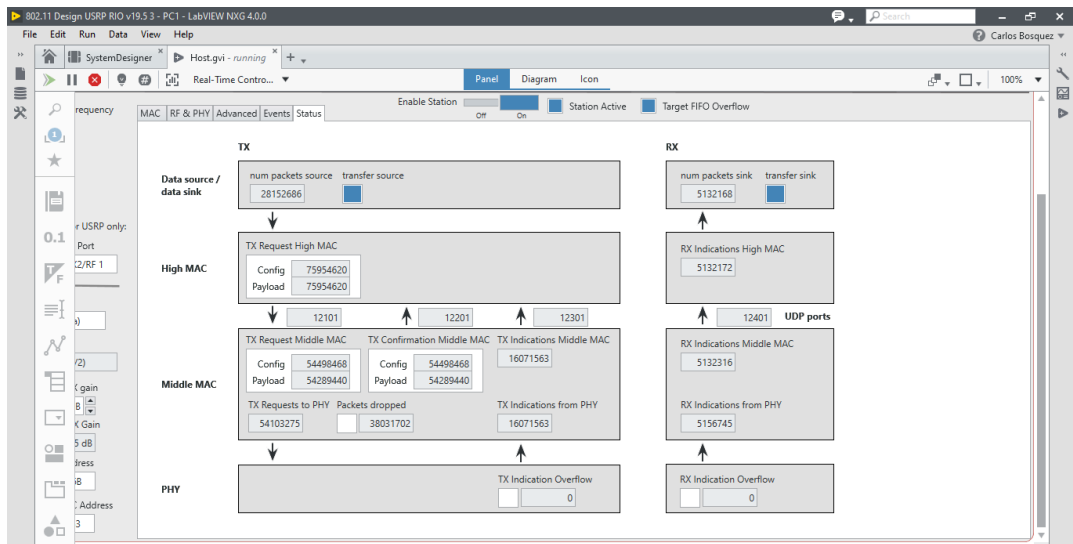 802.11 Design USRP RIO v19.5 3 - PC1 - LabVIEW NXG 4.0.0
Search
File Edit Run Data View Help
Carlos Bosquez
SystemDesigner
Host.gvi - running
Real-Time Contro...
Panel Diagram Icon
100%
requency
Enable Station
Off On
Station Active
Target FIFO Overflow
MAC RF & PHY Advanced Events Status
1
TX RX
Data source / data sink
num packets source transfer source
28152686
num packets sink transfer sink
5132168
0.1
r USRP only:
Port
2/RF 1
High MAC
TX Request High MAC
Config 75954620
Payload 75954620
RX Indications High MAC
5132172
T
F
a)
12101 12201 12301 12401 UDP ports
/2)
X gain
B
X Gain
5 dB
dress
iB
C Address
3
Middle MAC
TX Request Middle MAC
Config 54498468
Payload 54289440
TX Confirmation Middle MAC
Config 54498468
Payload 54289440
TX Indications Middle MAC
16071563
RX Indications Middle MAC
5132316
TX Requests to PHY
54103275
Packets dropped
38031702
TX Indications from PHY
16071563
RX Indications from PHY
5156745
PHY
TX Indication Overflow
0
RX Indication Overflow
0